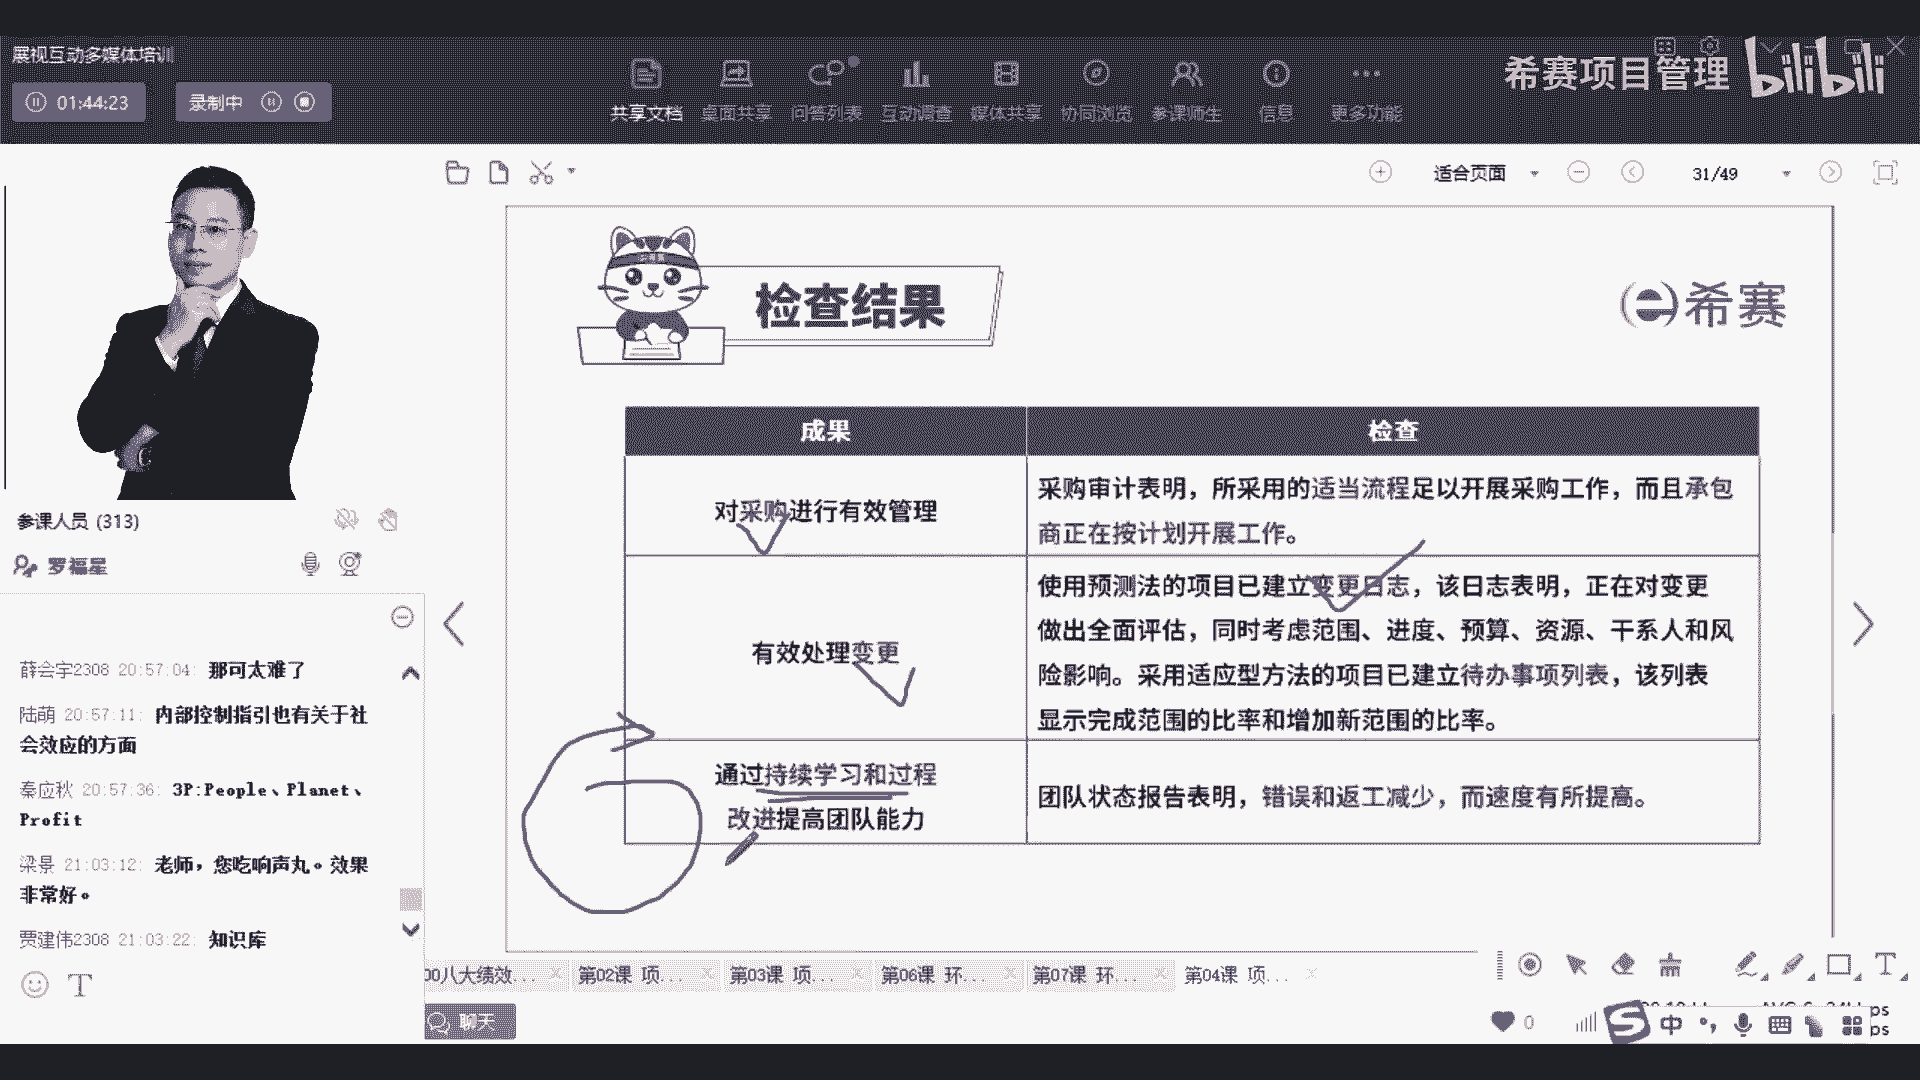 展视互动多媒体培训
01:44:23
录制中
共享文档
桌面共享
问答列表
互动调查
媒体共享
协同浏览
参课师生
信息
更多功能
希赛项目管理
bilibili
适合页面
31/49
检查结果
希赛
成果
检查
对采购进行有效管理
采购审计表明，所采用的适当流程足以开展采购工作，而且承包
商正在按计划开展工作。
有效处理变更
使用预测法的项目已建立变更日志，该日志表明，正在对变更
做出全面评估，同时考虑范围、进度、预算、资源、干系人和风
险影响。采用适应型方法的项目已建立待办事项列表，该列表
显示完成范围的比率和增加新范围的比率。
通过持续学习和过程
改进提高团队能力
团队状态报告表明，错误和返工减少，而速度有所提高。
参课人员 (313)
罗福星
薛会宇2308 20:57:04: 那可太难了
陆萌 20:57:11: 内部控制指引也有关于社
会效应的方面
秦应秋 20:57:36: 3P:People、Planet、
Profit
梁景 21:03:12: 老师，您吃响声丸。效果
非常好。
贾建伟2308 21:03:22: 知识库
T
00八大绩效...
第02课 项...
第03课 项...
第06课 环...
第07课 环...
第04课 项...
T
聊天
0
S
中
ps
ps